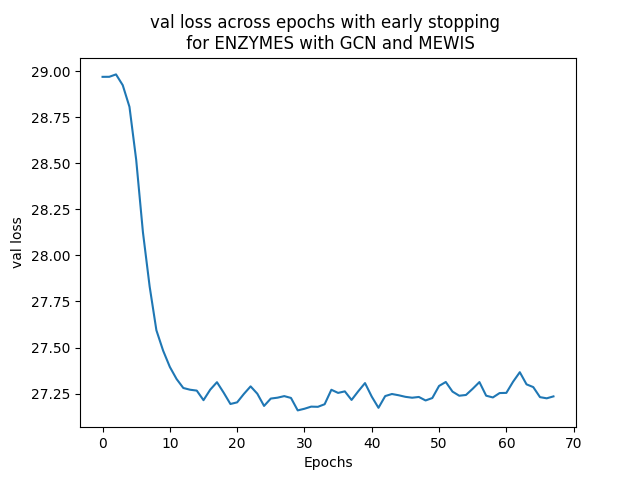 val loss across epochs with early stopping
for ENZYMES with GCN and MEWIS
29.00
28.75
28.50
28.25
28.00
27.75
27.50
27.25
val loss
0 10 20 30 40 50 60 70
Epochs